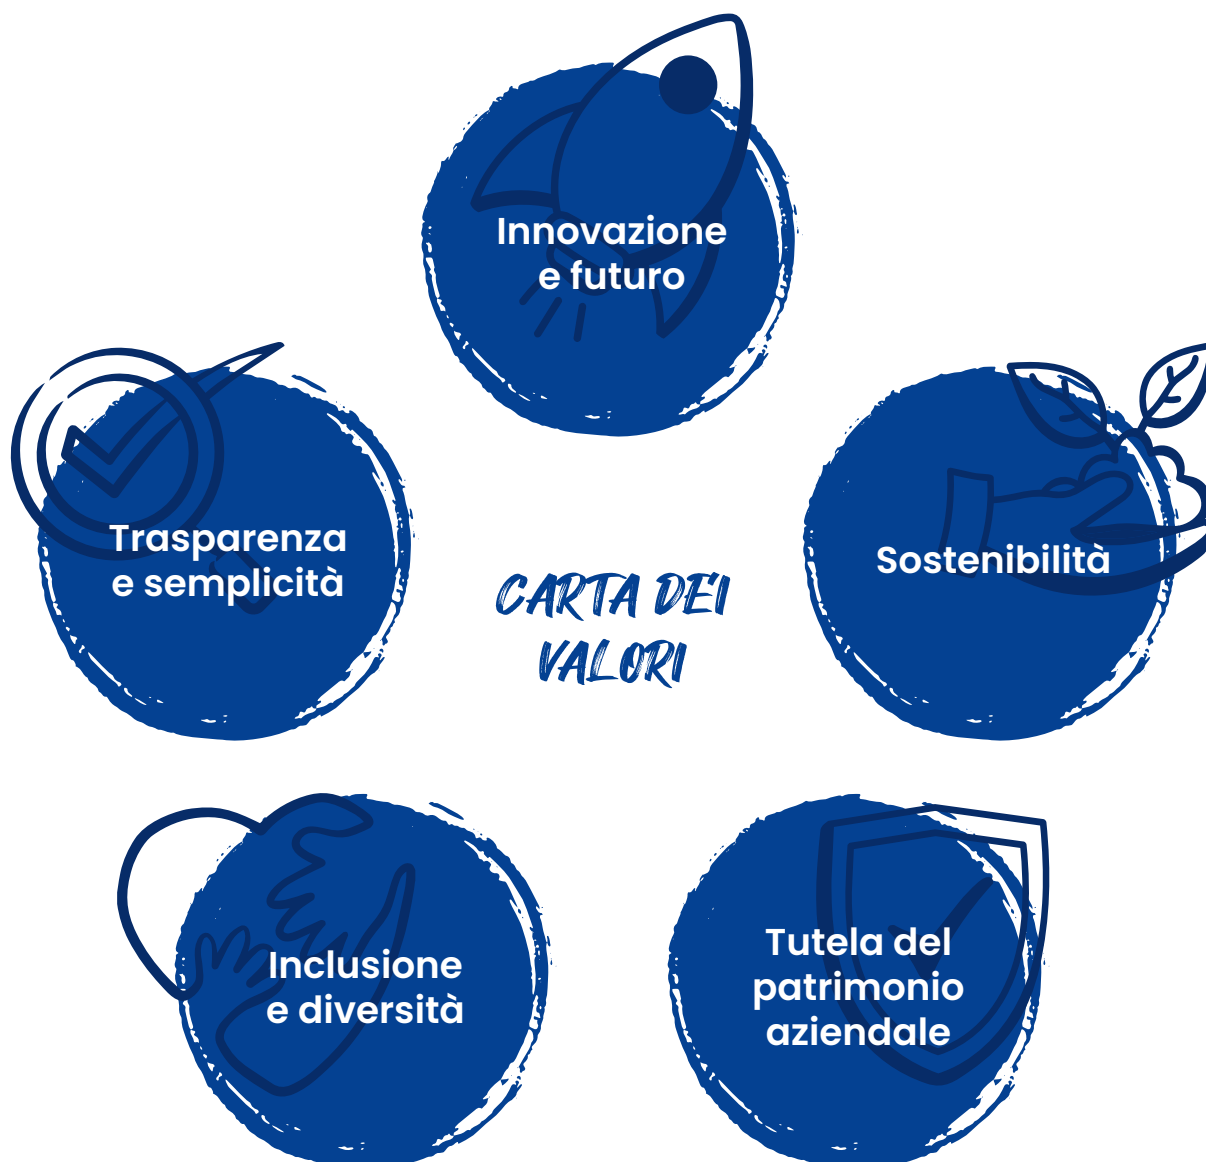 Innovazione
e futuro
Trasparenza
e semplicità
Sostenibilità
CARTA DEI
VALORI
Inclusione
e diversità
Tutela del
patrimonio
aziendale